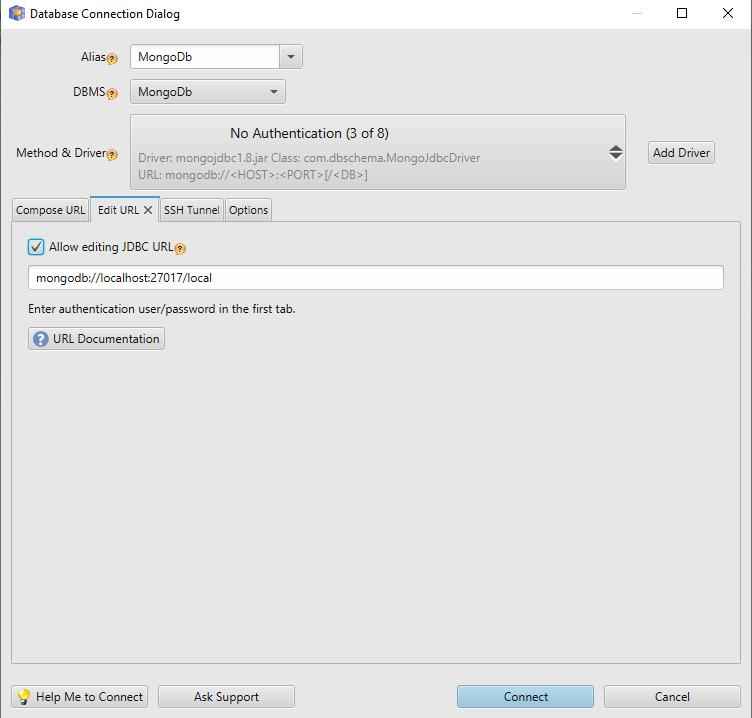 Database Connection Dialog
Alias
MongoDb
DBMS
MongoDb
Method & Driver
No Authentication (3 of 8)
Driver: mongojdbc1.8.jar Class: com.dbschema.MongoJdbcDriver
URL: mongodb://<HOST>:<PORT>[/<DB>]
Add Driver
Compose URL Edit URL SSH Tunnel Options
Allow editing JDBC URL
mongodb://localhost:27017/local
Enter authentication user/password in the first tab.
? URL Documentation
Help Me to Connect Ask Support Connect Cancel